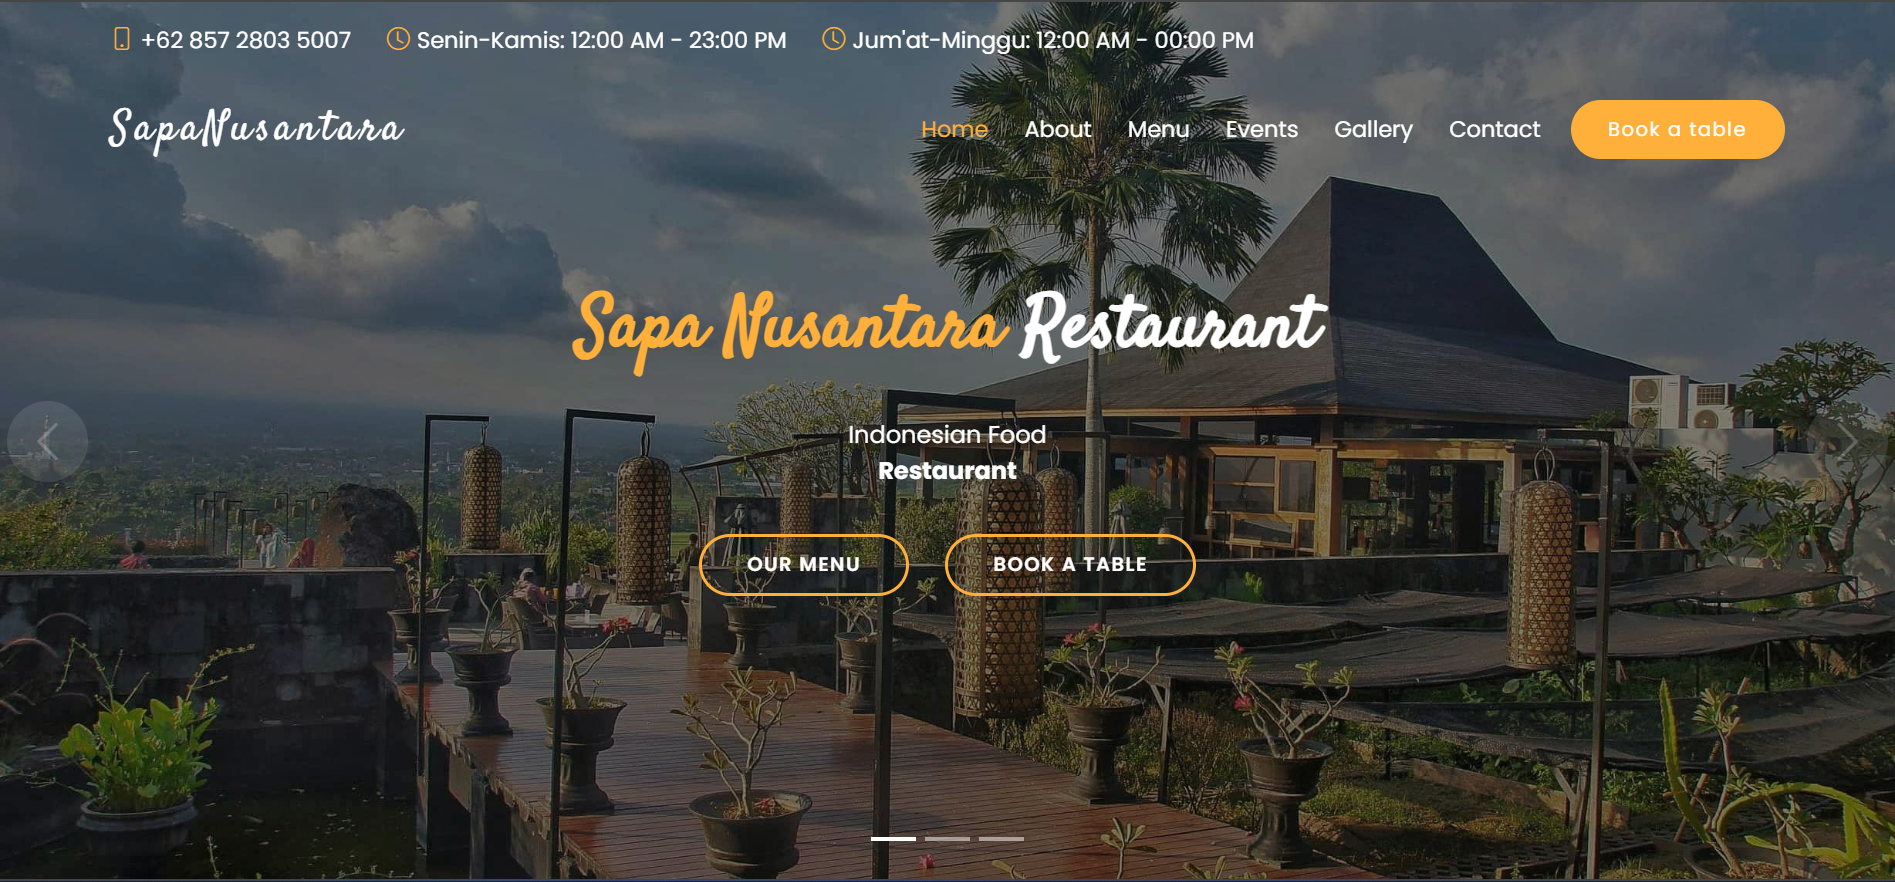 +62 857 2803 5007 Senin-Kamis: 12:00 AM - 23:00 PM Jum'at-Minggu: 12:00 AM - 00:00 PM
SapaNusantara Home About Menu Events Gallery Contact Book a table
Sapa Nusantara Restaurant
Indonesian Food
Restaurant
OUR MENU BOOK A TABLE